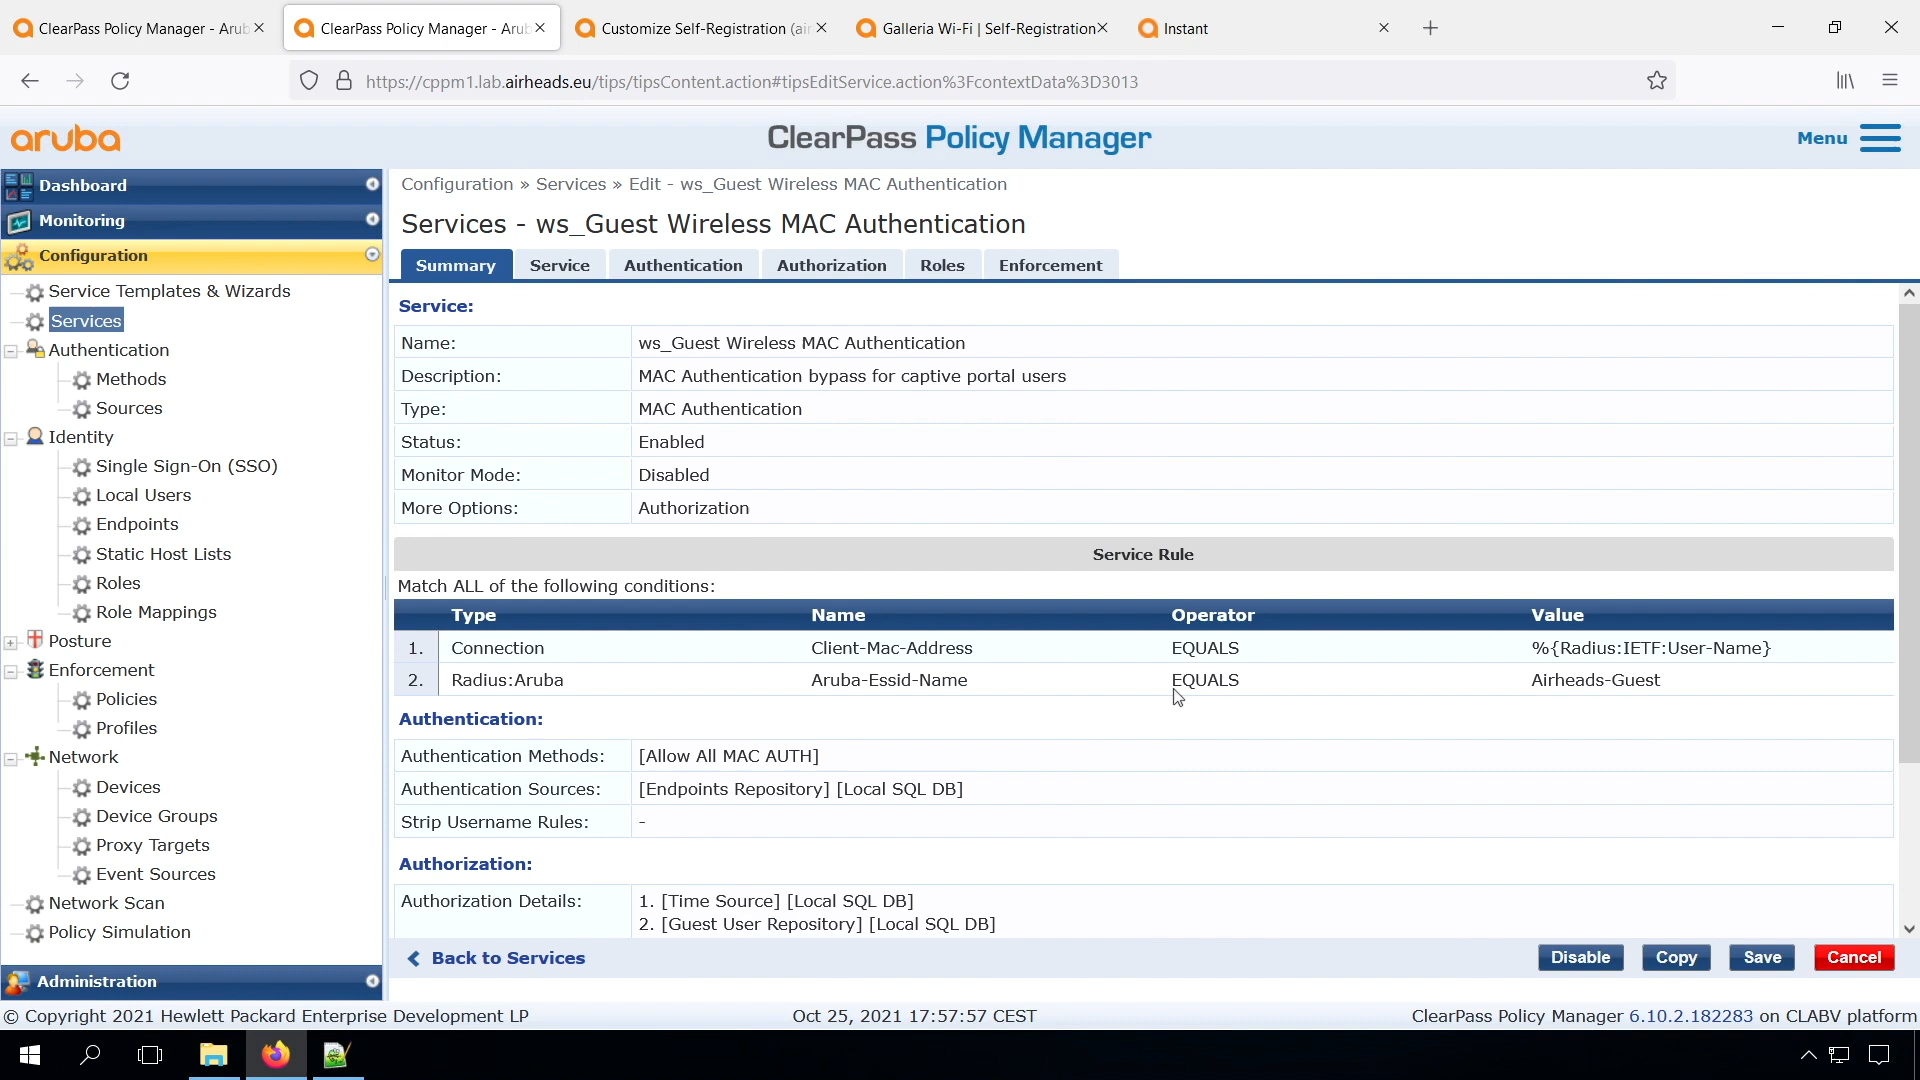 ClearPass Policy Manager - Arub
ClearPass Policy Manager - Arub
Customize Self-Registration (air
Galleria Wi-Fi | Self-Registration
Instant
https://cppm1.lab.airheads.eu/tips/tipsContent.action#tipsEditService.action%3FcontextData%3D3013
aruba
ClearPass Policy Manager
Menu
Dashboard
Monitoring
Configuration
Service Templates & Wizards
Services
Authentication
Methods
Sources
Identity
Single Sign-On (SSO)
Local Users
Endpoints
Static Host Lists
Roles
Role Mappings
Posture
Enforcement
Policies
Profiles
Network
Devices
Device Groups
Proxy Targets
Event Sources
Network Scan
Policy Simulation
Administration
Configuration » Services » Edit - ws_Guest Wireless MAC Authentication
Services - ws_Guest Wireless MAC Authentication
Summary Service Authentication Authorization Roles Enforcement
Service:
Name: ws_Guest Wireless MAC Authentication
Description: MAC Authentication bypass for captive portal users
Type: MAC Authentication
Status: Enabled
Monitor Mode: Disabled
More Options: Authorization
Service Rule
Match ALL of the following conditions:
Type Name Operator Value
1. Connection Client-Mac-Address EQUALS %{Radius:IETF:User-Name}
2. Radius:Aruba Aruba-Essid-Name EQUALS Airheads-Guest
Authentication:
Authentication Methods: [Allow All MAC AUTH]
Authentication Sources: [Endpoints Repository] [Local SQL DB]
Strip Username Rules: -
Authorization:
Authorization Details: 1. [Time Source] [Local SQL DB]
2. [Guest User Repository] [Local SQL DB]
Back to Services
Disable Copy Save Cancel
© Copyright 2021 Hewlett Packard Enterprise Development LP
Oct 25, 2021 17:57:57 CEST
ClearPass Policy Manager 6.10.2.182283 on CLABV platform